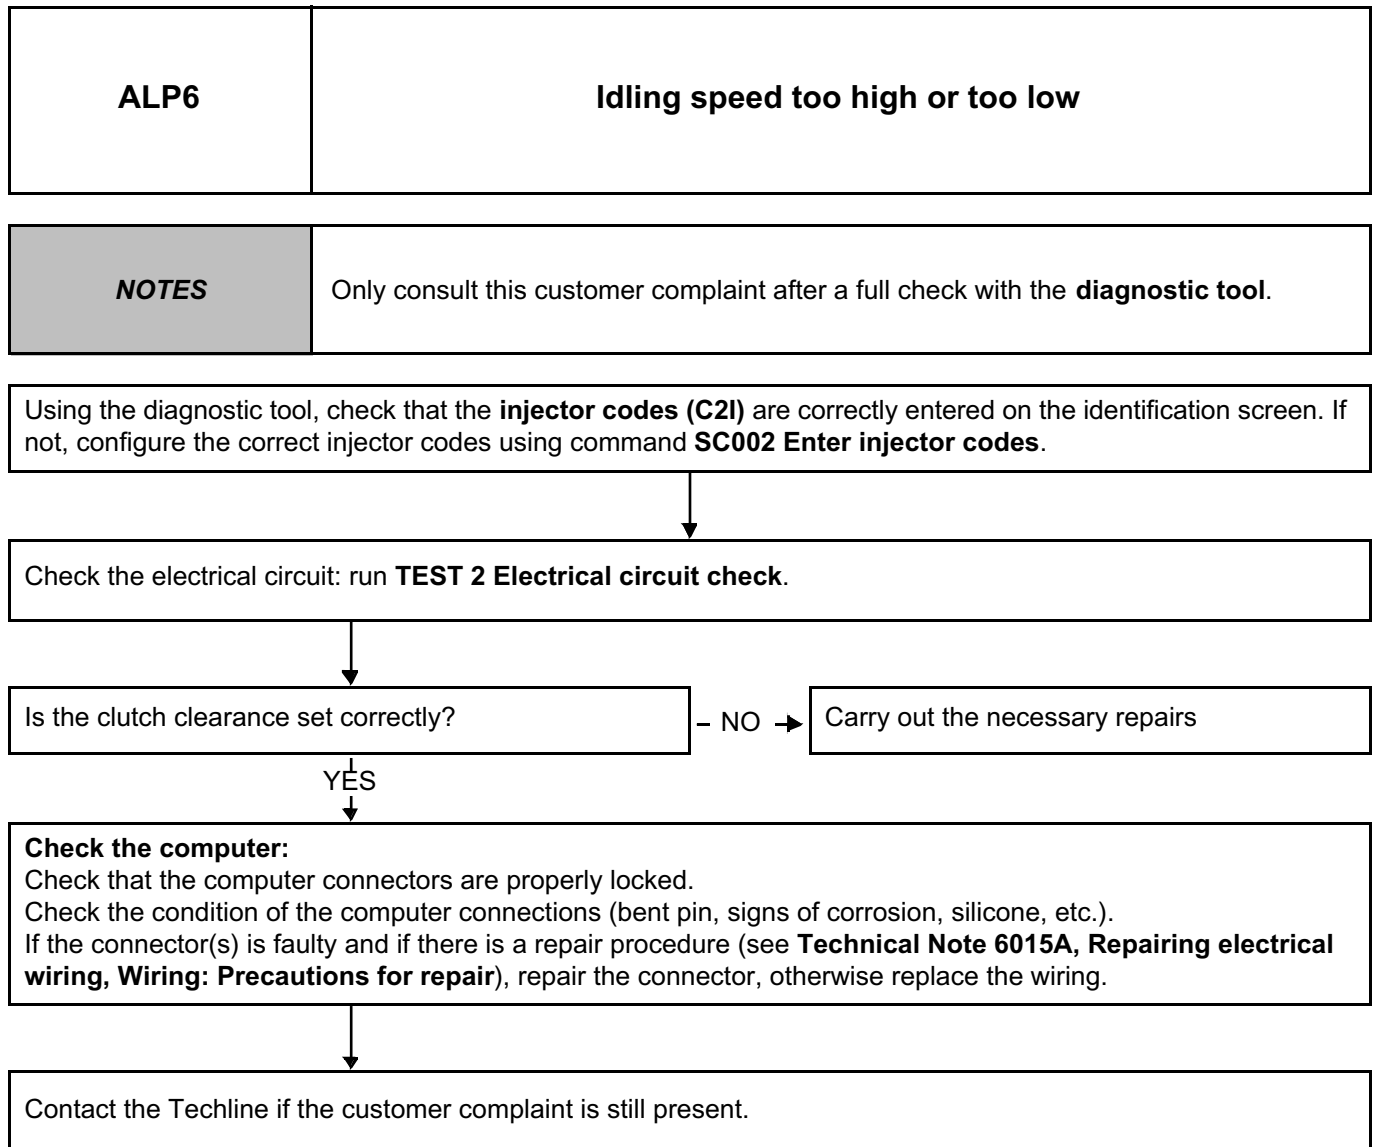 ALP6
Idling speed too high or too low
NOTES
Only consult this customer complaint after a full check with the diagnostic tool.
Using the diagnostic tool, check that the injector codes (C2I) are correctly entered on the identification screen. If
not, configure the correct injector codes using command SC002 Enter injector codes.
Check the electrical circuit: run TEST 2 Electrical circuit check.
Is the clutch clearance set correctly?
NO
Carry out the necessary repairs
YES
Check the computer:
Check that the computer connectors are properly locked.
Check the condition of the computer connections (bent pin, signs of corrosion, silicone, etc.).
If the connector(s) is faulty and if there is a repair procedure (see Technical Note 6015A, Repairing electrical
wiring, Wiring: Precautions for repair), repair the connector, otherwise replace the wiring.
Contact the Techline if the customer complaint is still present.